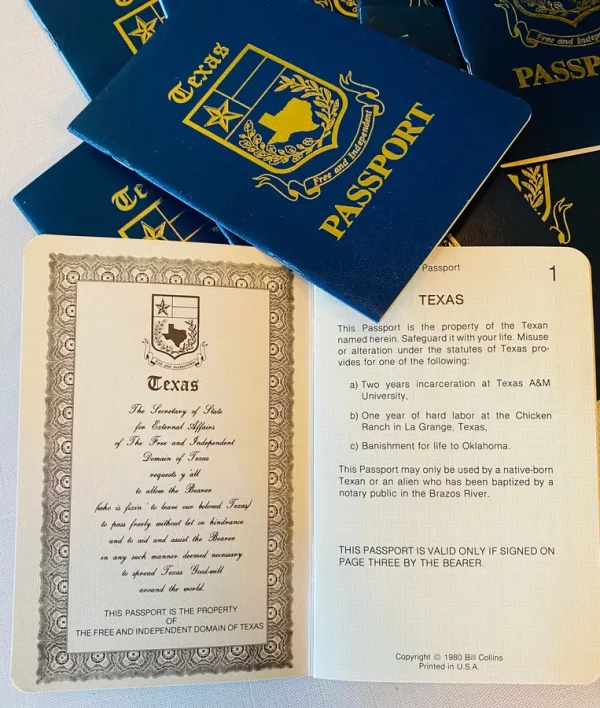 Free and Indepen
PASSP
Texas
Free and Independent
PASSPORT
Te
Free and Independent
Texas
The Secretary of State
for External Affairs
of The Free and Independent
Domain of Texas
requests y'all
to allow the Bearer
(who is fixin' to leave our beloved Texas)
to pass freely without let or hindrance
and to aid and assist the Bearer
in any such manner deemed necessary
to spread Texas Good-will
around the world.
THIS PASSPORT IS THE PROPERTY
OF
THE FREE AND INDEPENDENT DOMAIN OF TEXAS
Passport
1
TEXAS
This Passport is the property of the Texan
named herein. Safeguard it with your life. Misuse
or alteration under the statutes of Texas pro-
vides for one of the following:
a) Two years incarceration at Texas A&M
University,
b) One year of hard labor at the Chicken
Ranch in La Grange, Texas,
c) Banishment for life to Oklahoma.
This Passport may only be used by a native-born
Texan or an alien who has been baptized by a
notary public in the Brazos River.
THIS PASSPORT IS VALID ONLY IF SIGNED ON
PAGE THREE BY THE BEARER.
Copyright © 1980 Bill Collins
Printed in U.S.A.